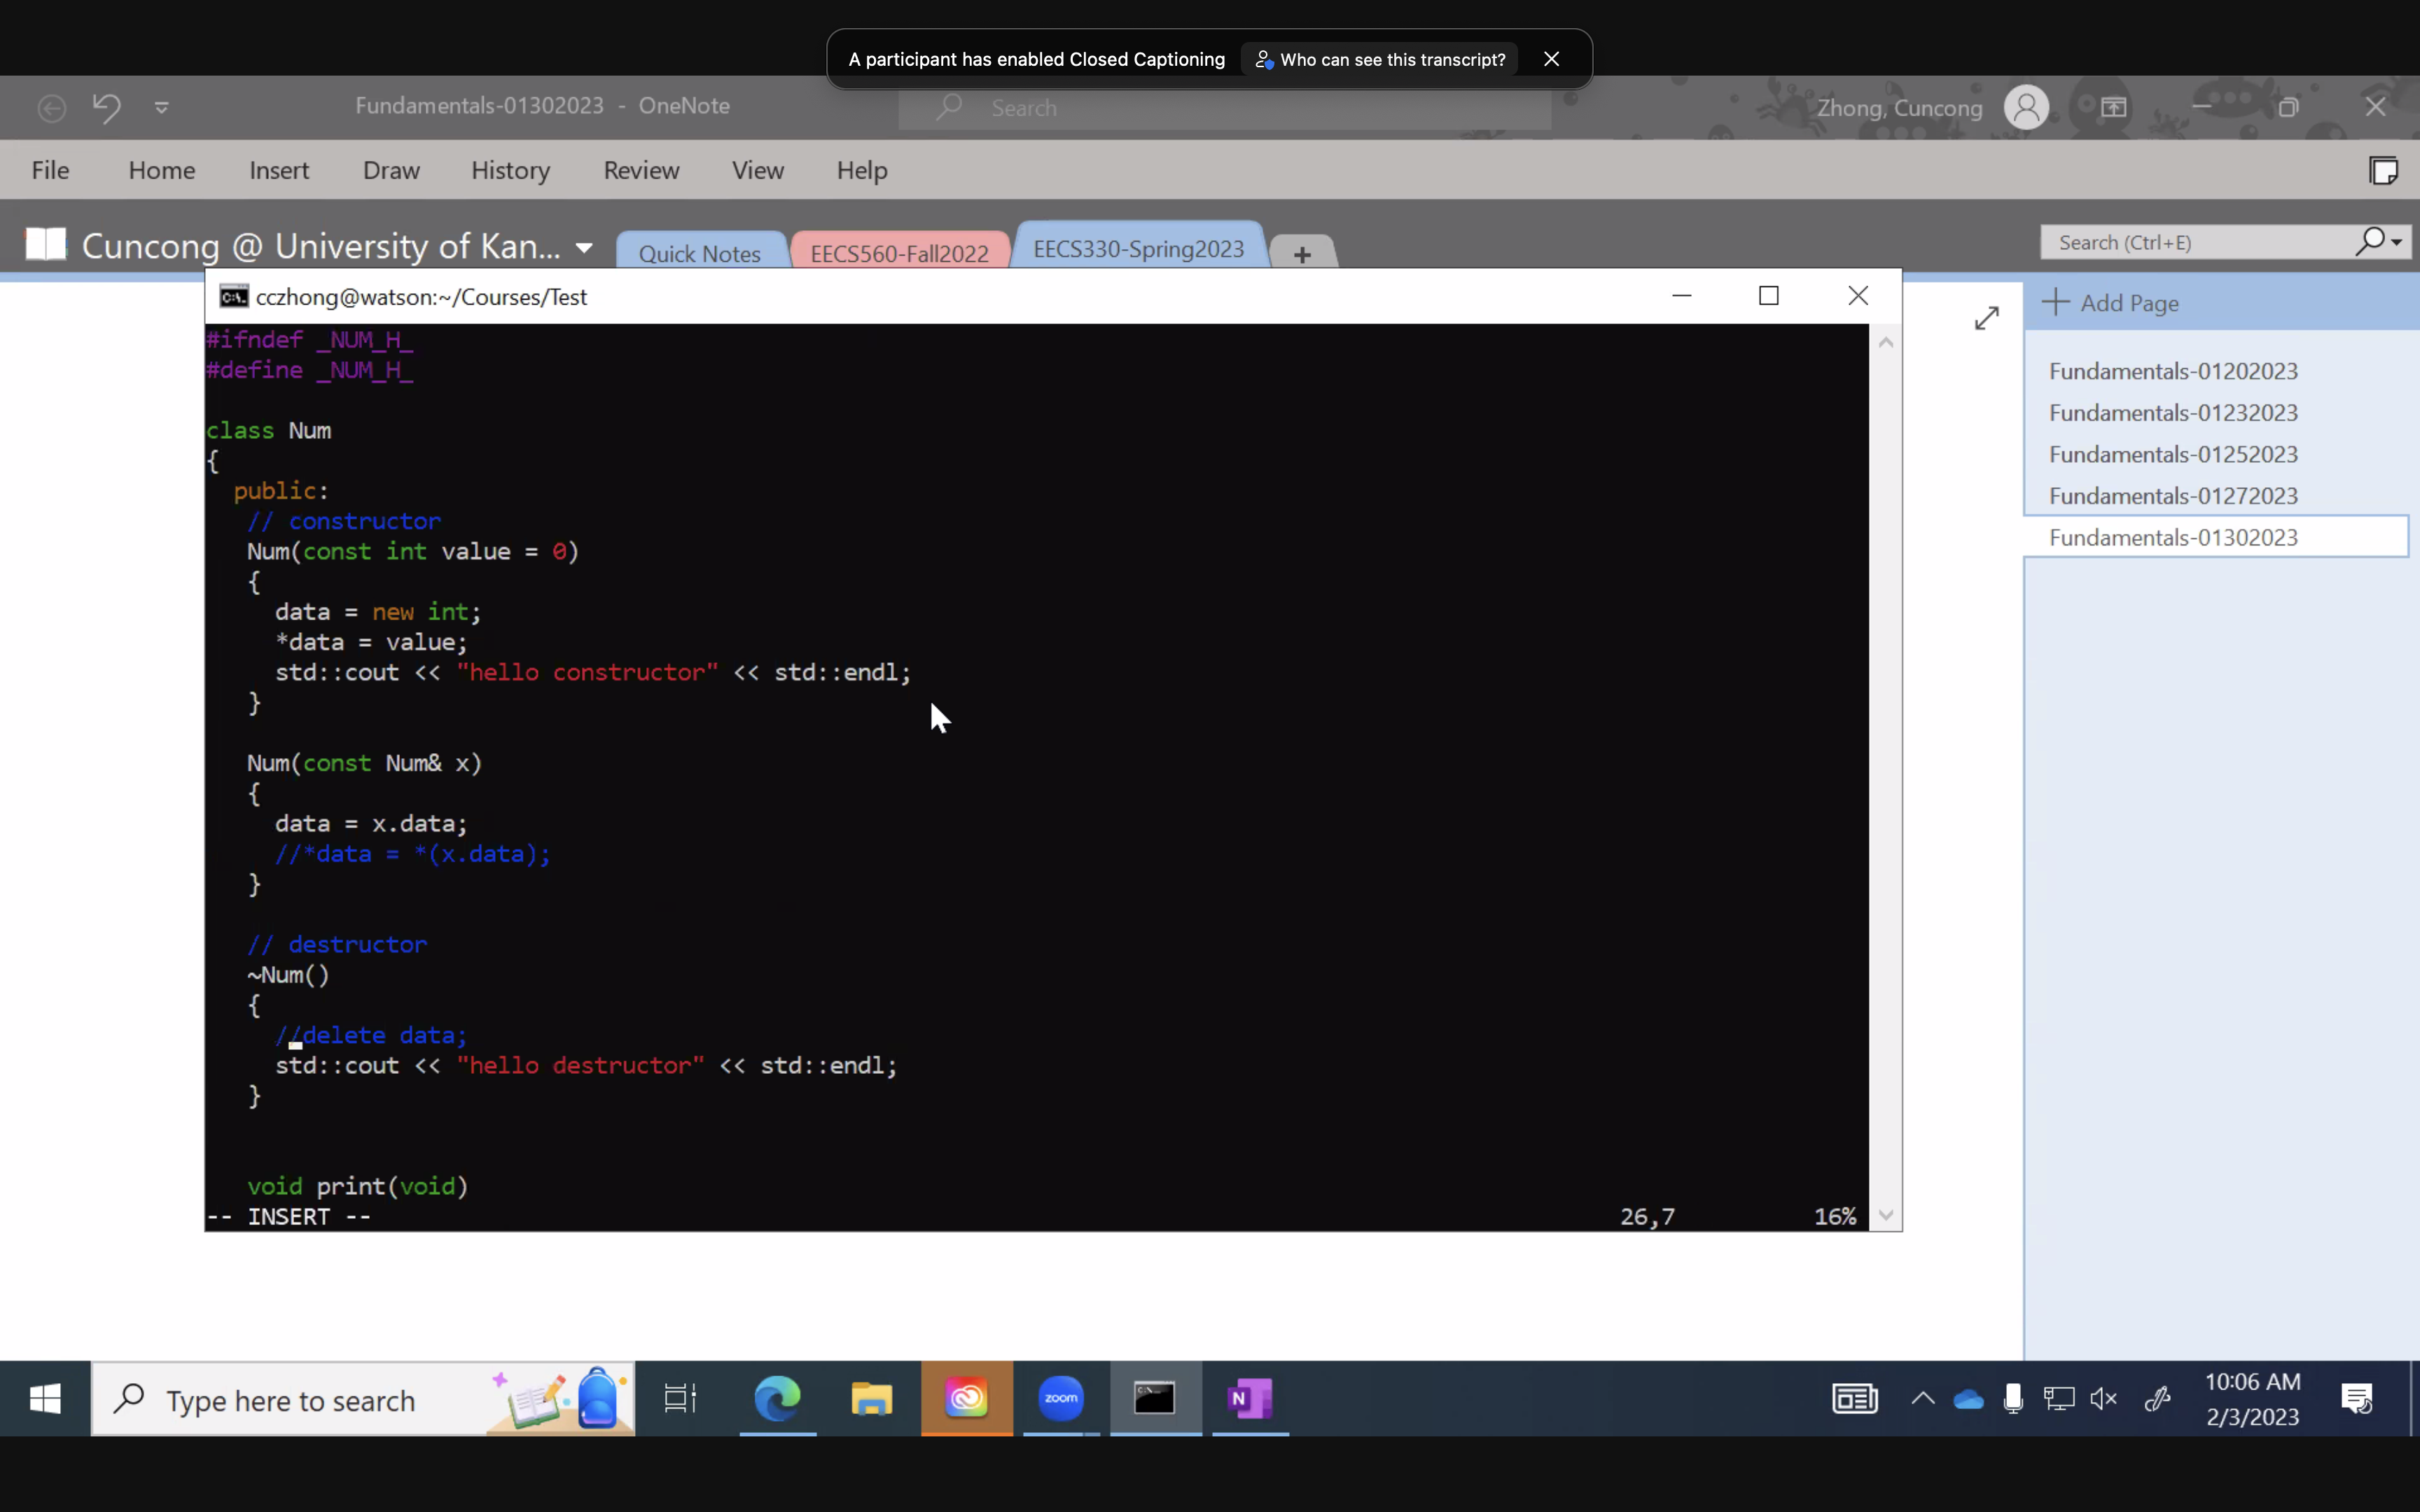 A participant has enabled Closed Captioning Who can see this transcript?
Fundamentals-01302023 - OneNote
Search
Zhong, Cuncong
File Home Insert Draw History Review View Help
Cuncong @ University of Kan...
Quick Notes
EECS560-Fall2022
EECS330-Spring2023
+
Search (Ctrl+E)
cczhong@watson:~/Courses/Test
#ifndef _NUM_H_
#define _NUM_H_
class Num
{
public:
// constructor
Num(const int value = 0)
{
data = new int;
*data = value;
std::cout << "hello constructor" << std::endl;
}
Num(const Num& x)
{
data = x.data;
//*data = *(x.data);
}
// destructor
~Num()
{
//delete data;
std::cout << "hello destructor" << std::endl;
}
void print(void)
-- INSERT -- 26,7 16%
Add Page
Fundamentals-01202023
Fundamentals-01232023
Fundamentals-01252023
Fundamentals-01272023
Fundamentals-01302023
Type here to search
zoom
N
10:06 AM
2/3/2023